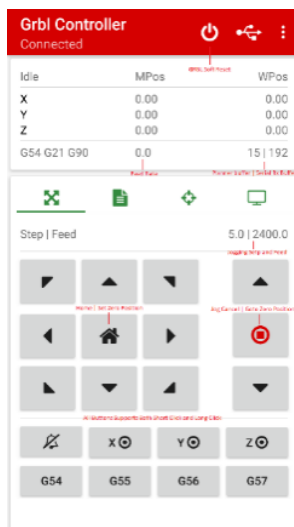 Grbl Controller
Connected
GRBL Soft Reset
Idle MPos WPos
X 0.00 0.00
Y 0.00 0.00
Z 0.00 0.00
G54 G21 G90 0.0 15 | 192
Planner Buffer | Serial Rx Buffer
Step | Feed 5.0 | 2400.0
Jogging Step and Feed
Home | Set Zero Position
Jog Cancel | Goto Zero Position
All Buttons Supports Both Short Click and Long Click
X Y Z
G54 G55 G56 G57